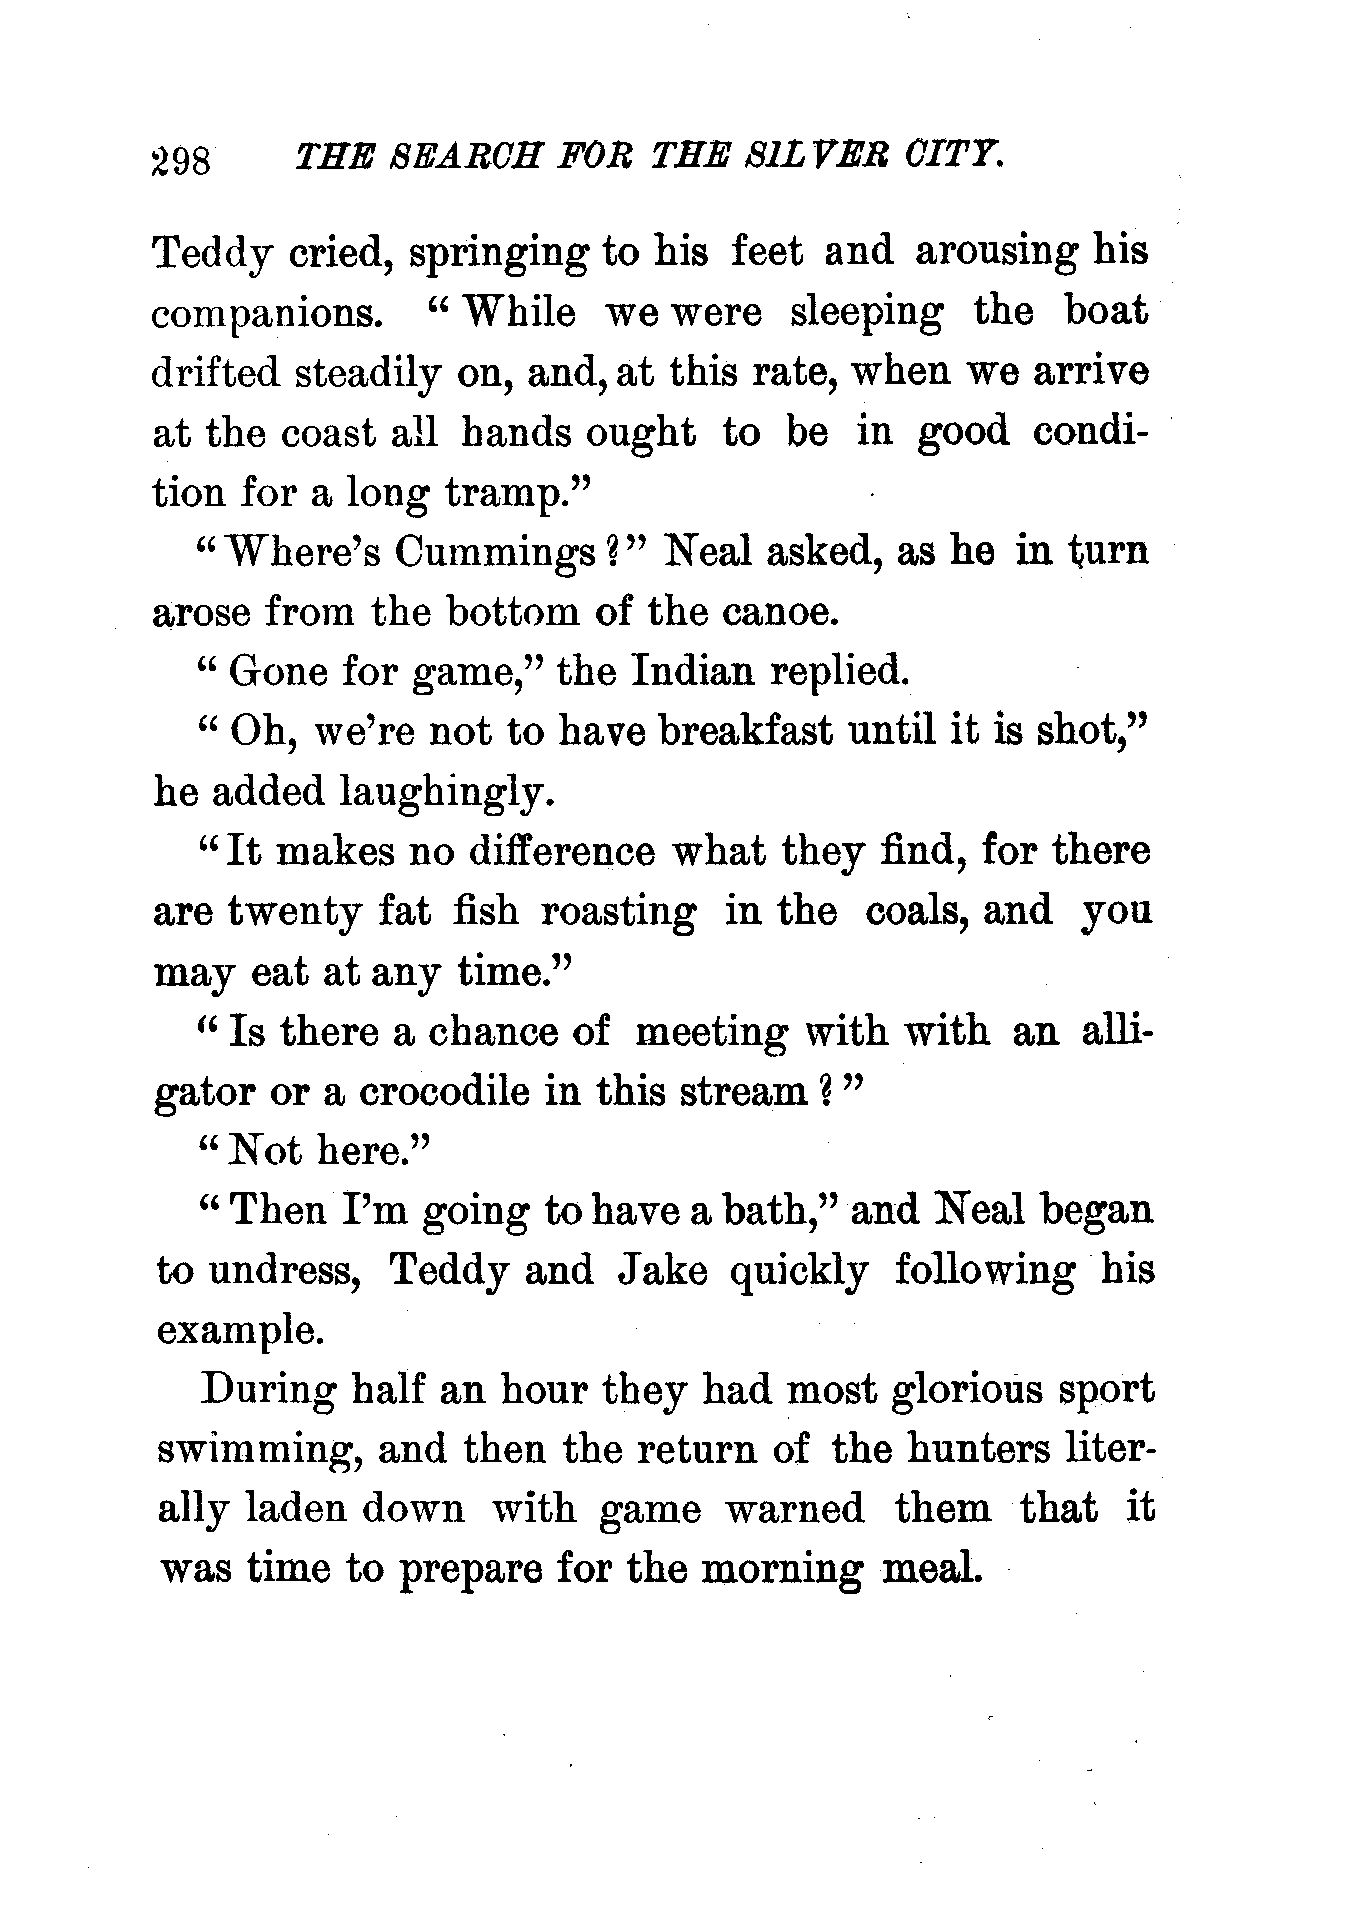 298 THE SEARCH FOR THE SILVER CITY.
Teddy cried, springing to his feet and arousing his
companions. “ While we were sleeping the boat
drifted steadily on, and, at this rate, when we arrive
at the coast all hands ought to be in good condi-
tion for a long tramp.”
“ Where’s Cummings ?” Neal asked, as he in turn
arose from the bottom of the canoe.
“ Gone for game,” the Indian replied.
“ Oh, we’re not to have breakfast until it is shot,”
he added laughingly.
“ It makes no difference what they find, for there
are twenty fat fish roasting in the coals, and you
may eat at any time.”
“ Is there a chance of meeting with with an alli-
gator or a crocodile in this stream ? ”
“ Not here.”
“ Then I’m going to have a bath,” and Neal began
to undress, Teddy and Jake quickly following his
example.
During half an hour they had most glorious sport
swimming, and then the return of the hunters liter-
ally laden down with game warned them that it
was time to prepare for the morning meal.